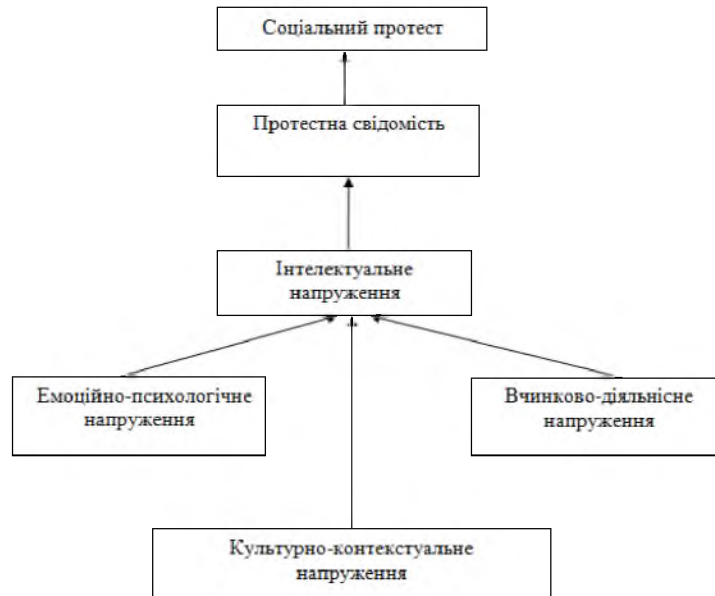 Соціальний протест
Протестна свідомість
Інтелектуальне
напруження
Емоційно-психологічне
напруження
Вчинково-діяльнісне
напруження
Культурно-контекстуальне
напруження